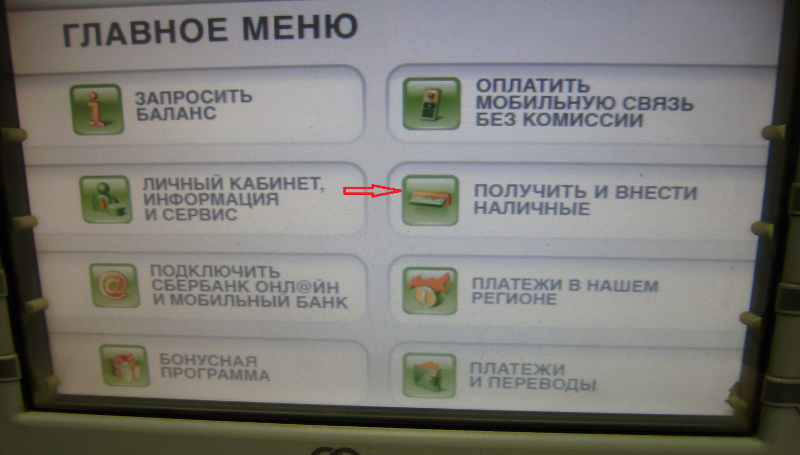 ГЛАВНОЕ МЕНЮ
ЗАПРОСИТЬ
БАЛАНС
ОПЛАТИТЬ
МОБИЛЬНУЮ СВЯЗЬ
БЕЗ КОМИССИИ
ЛИЧНЫЙ КАБИНЕТ,
ИНФОРМАЦИЯ
И СЕРВИС
ПОЛУЧИТЬ И ВНЕСТИ
НАЛИЧНЫЕ
ПОДКЛЮЧИТЬ
СБЕРБАНК ОНЛ@ЙН
И МОБИЛЬНЫЙ БАНК
ПЛАТЕЖИ В НАШЕМ
РЕГИОНЕ
БОНУСНАЯ
ПРОГРАММА
ПЛАТЕЖИ
И ПЕРЕВОДЫ